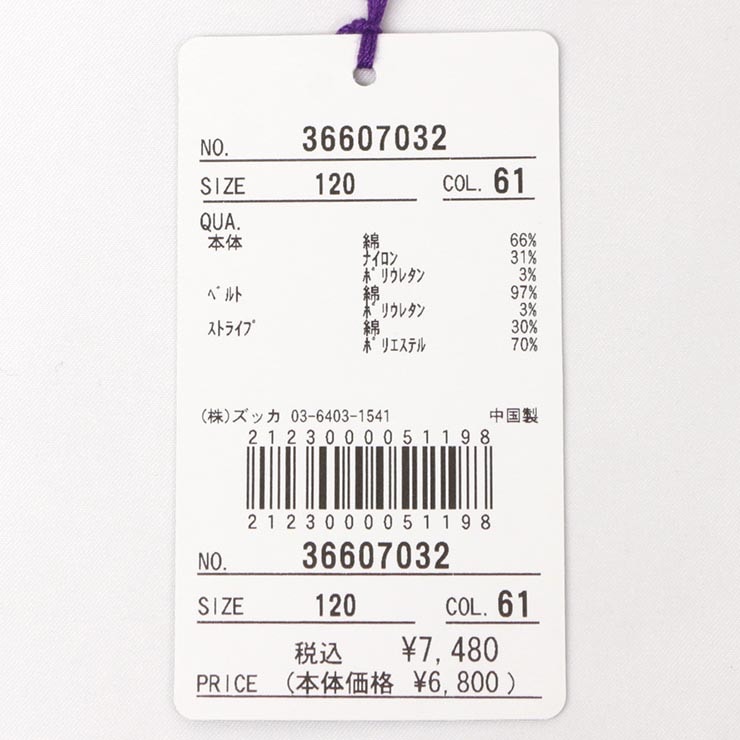 NO. 36607032
SIZE 120 COL. 61
QUA.
本体 綿 66%
ﾅｲﾛﾝ 31%
ﾎﾟﾘｳﾚﾀﾝ 3%
ﾍﾞﾙﾄ 綿 97%
ﾎﾟﾘｳﾚﾀﾝ 3%
ｽﾄﾗｲﾌﾟ 綿 30%
ﾎﾟﾘｴｽﾃﾙ 70%
(株)ズッカ 03-6403-1541 中国製
2123000051198
2123000051198
NO. 36607032
SIZE 120 COL. 61
税込 ¥7,480
PRICE (本体価格 ¥6,800)